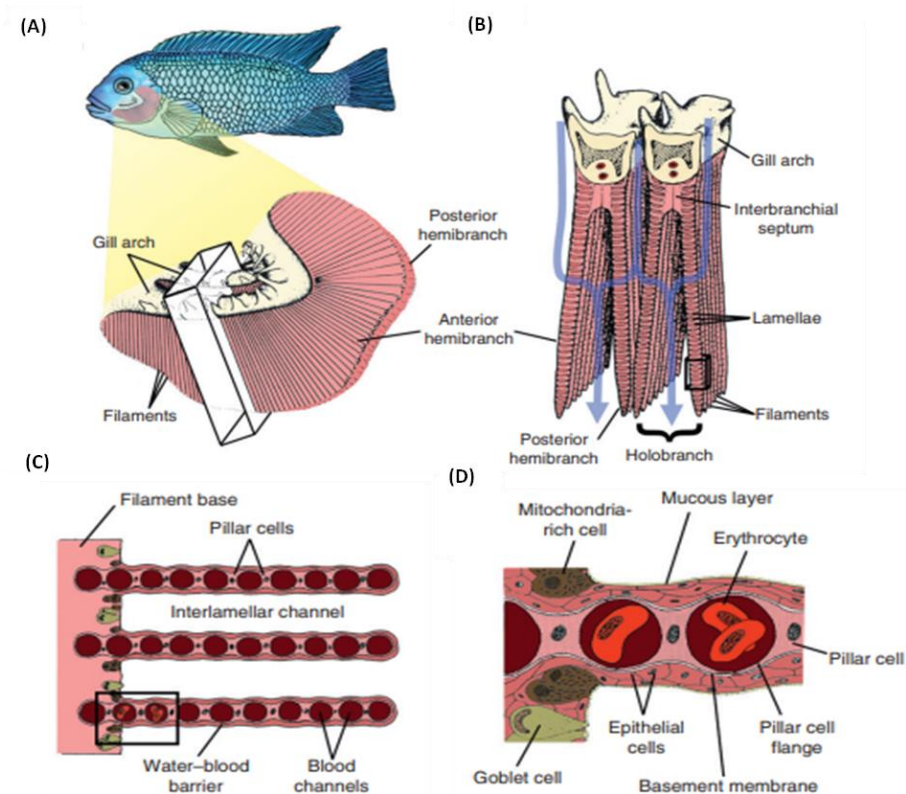 (A)
Gill arch
Posterior
hemibranch
Anterior
hemibranch
Filaments
(B)
Gill arch
Interbranchial
septum
Lamellae
Filaments
Posterior
hemibranch
Holobranch
(C)
Filament base
Pillar cells
Interlamellar channel
Water–blood
barrier
Blood
channels
(D)
Mitochondria-
rich cell
Mucous layer
Erythrocyte
Pillar cell
Epithelial
cells
Pillar cell
flange
Goblet cell
Basement membrane